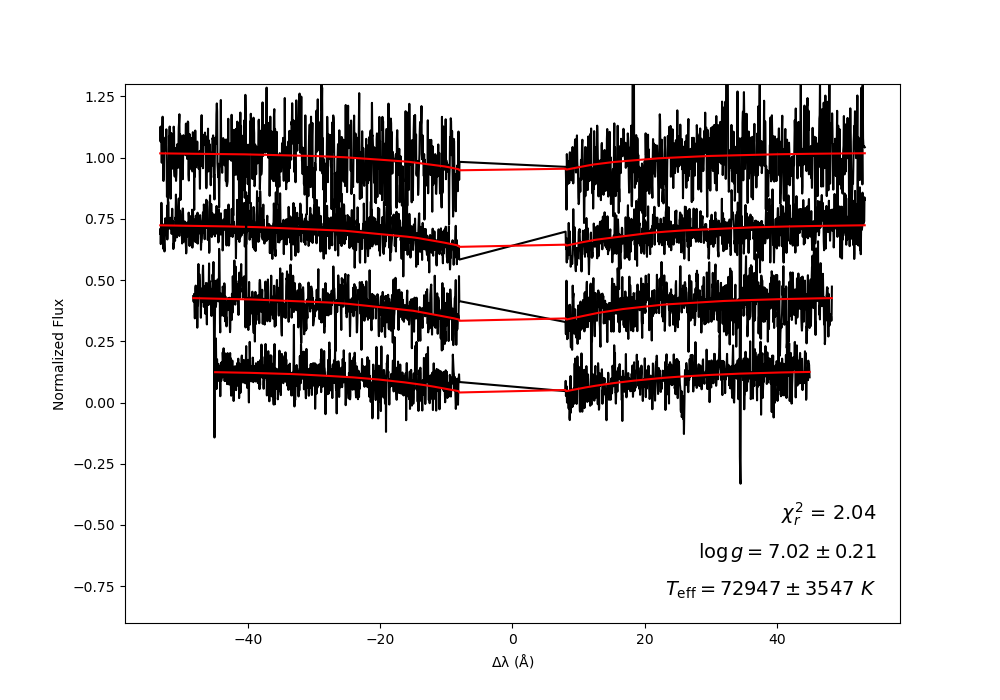 1.25
1.00
0.75
0.50
0.25
0.00
−0.25
−0.50
−0.75
Normalized Flux
χ²ᵣ = 2.04
log g = 7.02 ± 0.21
T_eff = 72947 ± 3547 K
−40 −20 0 20 40
Δλ (Å)